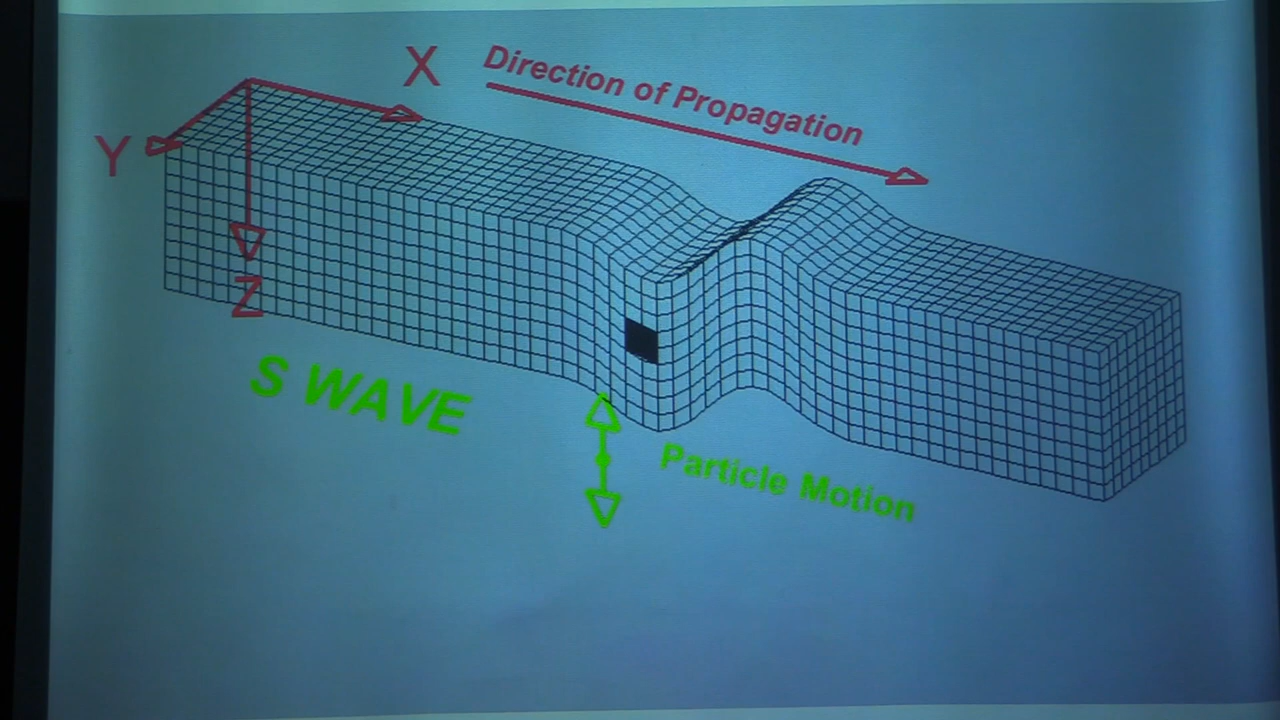 X
Direction of Propagation
Y
Z
S WAVE
Particle Motion